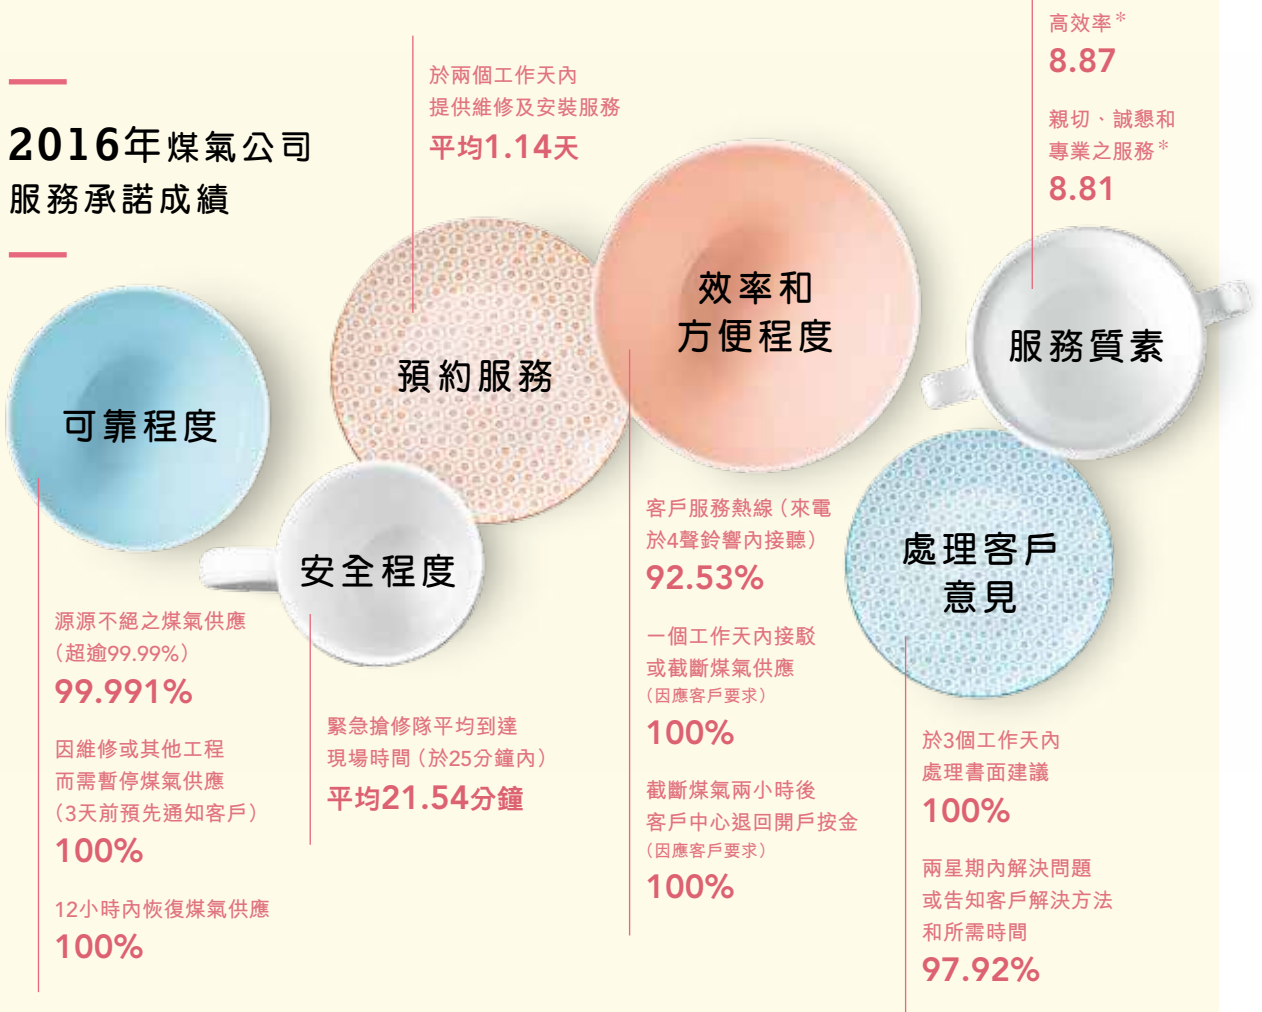 2016年煤氣公司
服務承諾成績
可靠程度
源源不絕之煤氣供應
(超逾99.99%)
99.991%
因維修或其他工程
而需暫停煤氣供應
(3天前預先通知客戶)
100%
12小時內恢復煤氣供應
100%
安全程度
緊急搶修隊平均到達
現場時間(於25分鐘內)
平均21.54分鐘
於兩個工作天內
提供維修及安裝服務
平均1.14天
預約服務
效率和
方便程度
客戶服務熱線(來電
於4聲鈴響內接聽)
92.53%
一個工作天內接駁
或截斷煤氣供應
(因應客戶要求)
100%
截斷煤氣兩小時後
客戶中心退回開戶按金
(因應客戶要求)
100%
高效率*
8.87
親切、誠懇和
專業之服務*
8.81
服務質素
處理客戶
意見
於3個工作天內
處理書面建議
100%
兩星期內解決問題
或告知客戶解決方法
和所需時間
97.92%